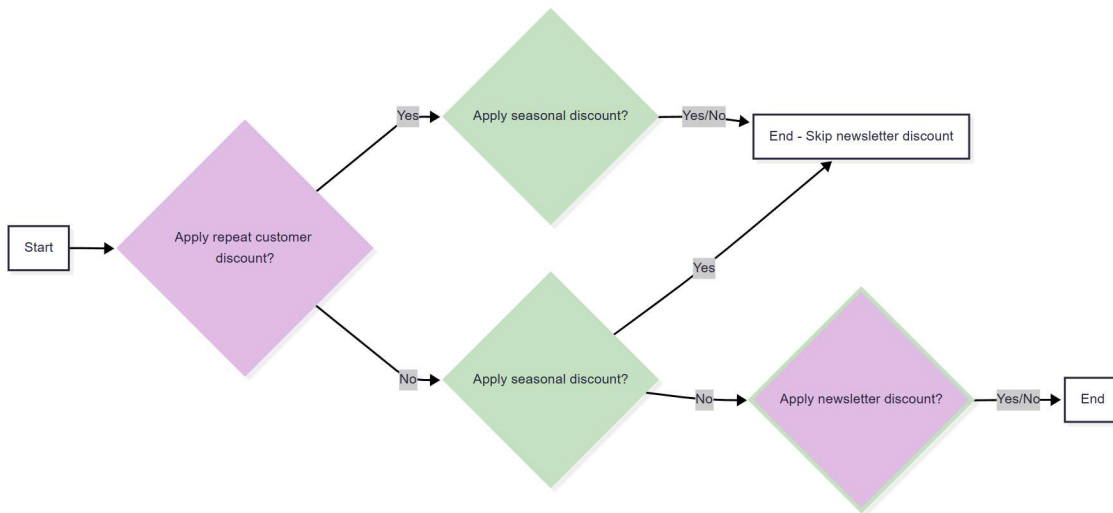 Start
Apply repeat customer
discount?
Yes
Apply seasonal discount?
Yes/No
End - Skip newsletter discount
Yes
No
Apply seasonal discount?
No
Apply newsletter discount?
Yes/No
End